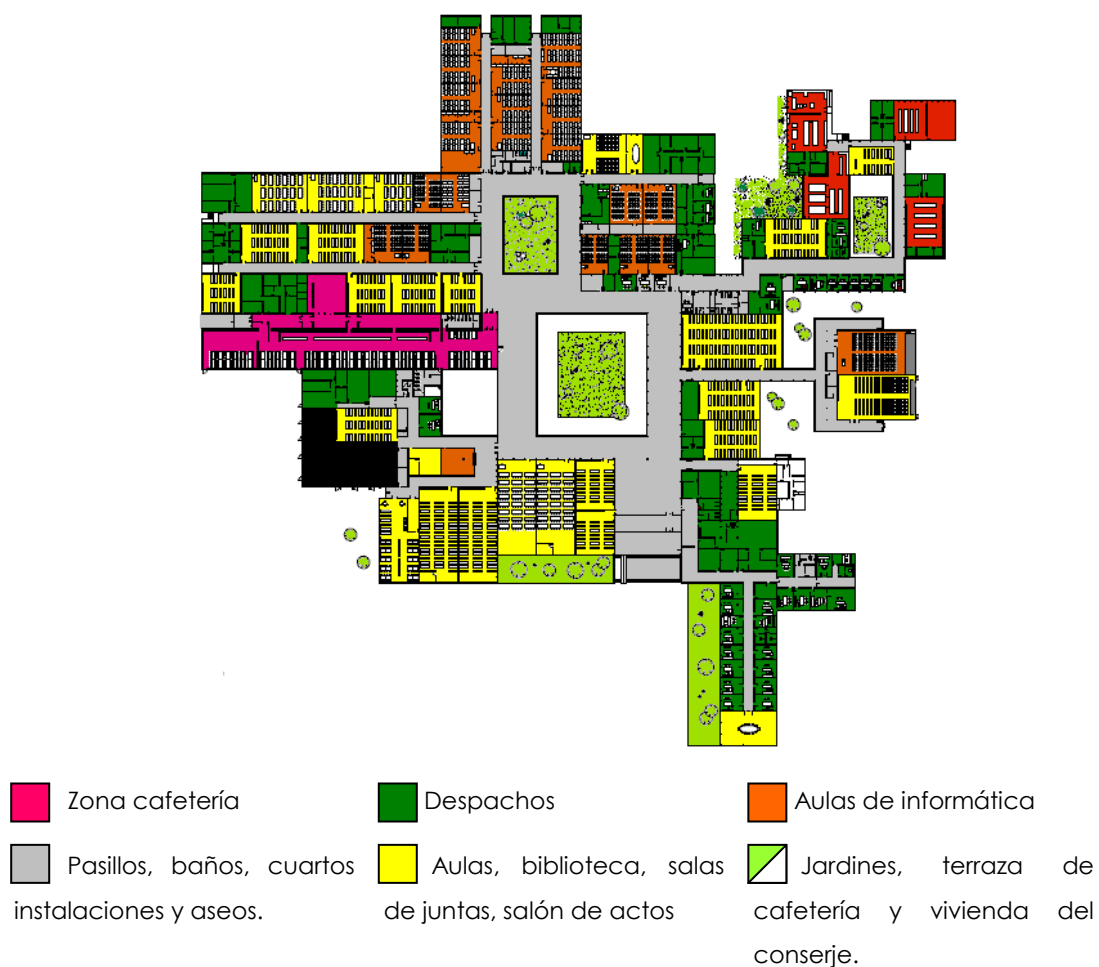 Zona cafetería
Despachos
Aulas de informática
Pasillos, baños, cuartos
instalaciones y aseos.
Aulas, biblioteca, salas
de juntas, salón de actos
Jardines, terraza de
cafetería y vivienda del
conserje.